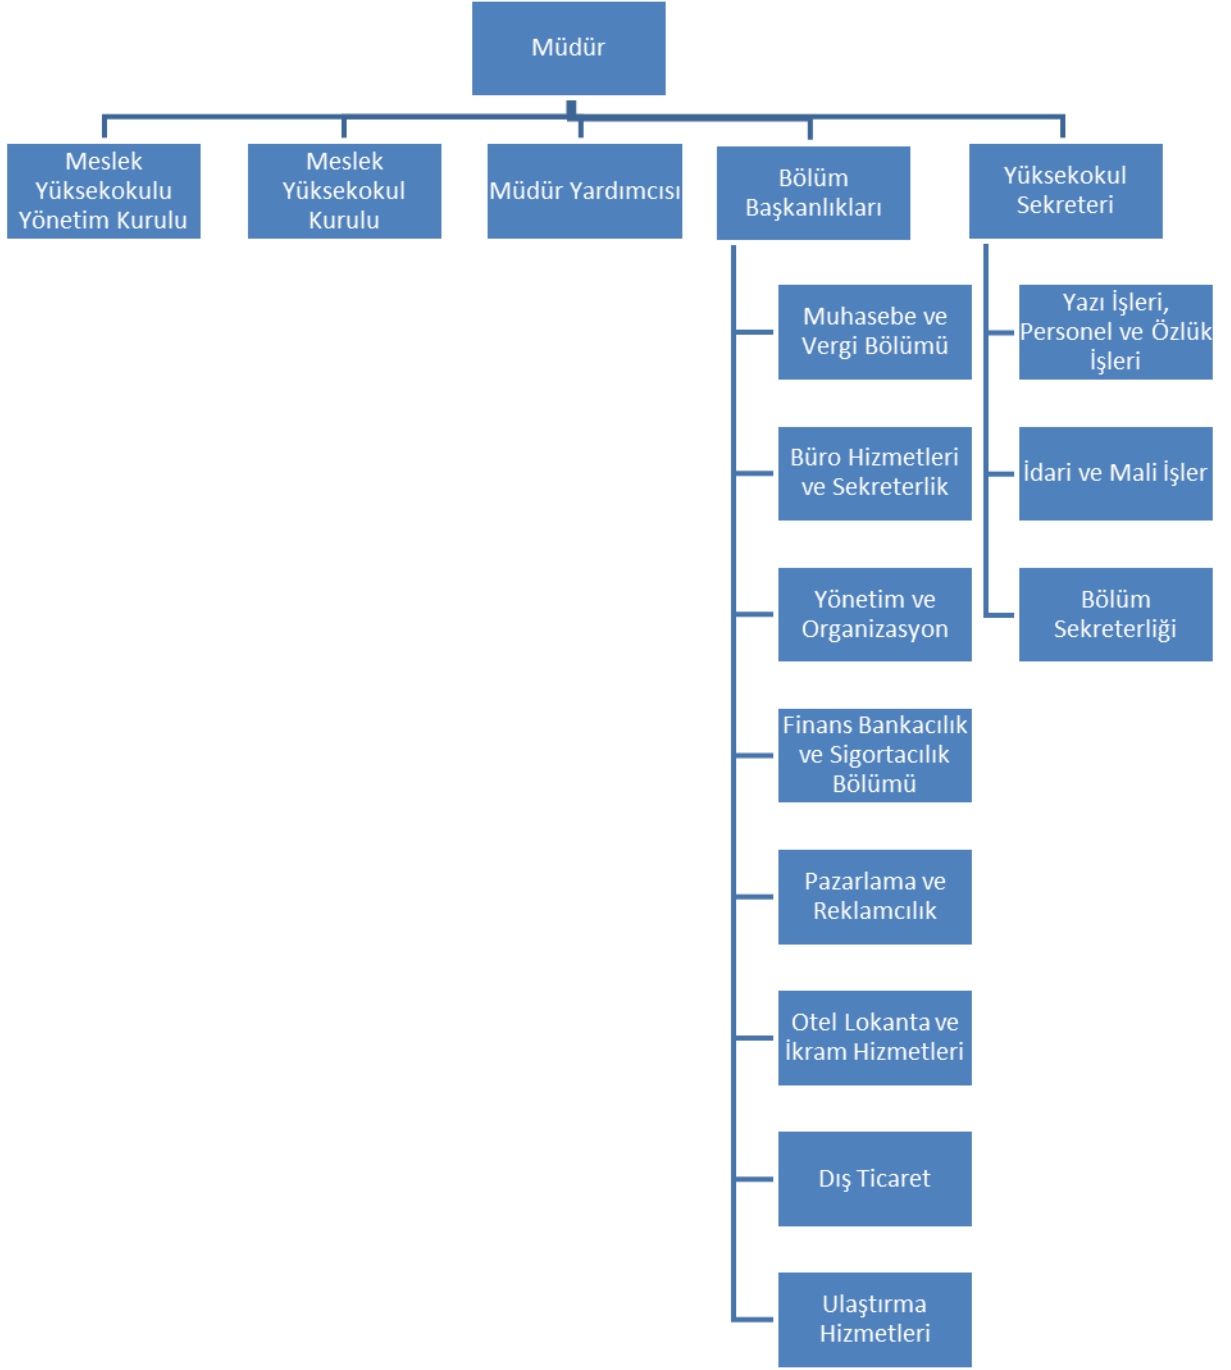 Müdür
Meslek
Yüksekokulu
Yönetim Kurulu
Meslek
Yüksekokul
Kurulu
Müdür Yardımcısı
Bölüm
Başkanlıkları
Yüksekokul
Sekreteri
Muhasebe ve
Vergi Bölümü
Büro Hizmetleri
ve Sekreterlik
Yönetim ve
Organizasyon
Finans Bankacılık
ve Sigortacılık
Bölümü
Pazarlama ve
Reklamcılık
Otel Lokanta ve
İkram Hizmetleri
Dış Ticaret
Ulaştırma
Hizmetleri
Yazı İşleri,
Personel ve Özlük
İşleri
İdari ve Mali İşler
Bölüm
Sekreterliği